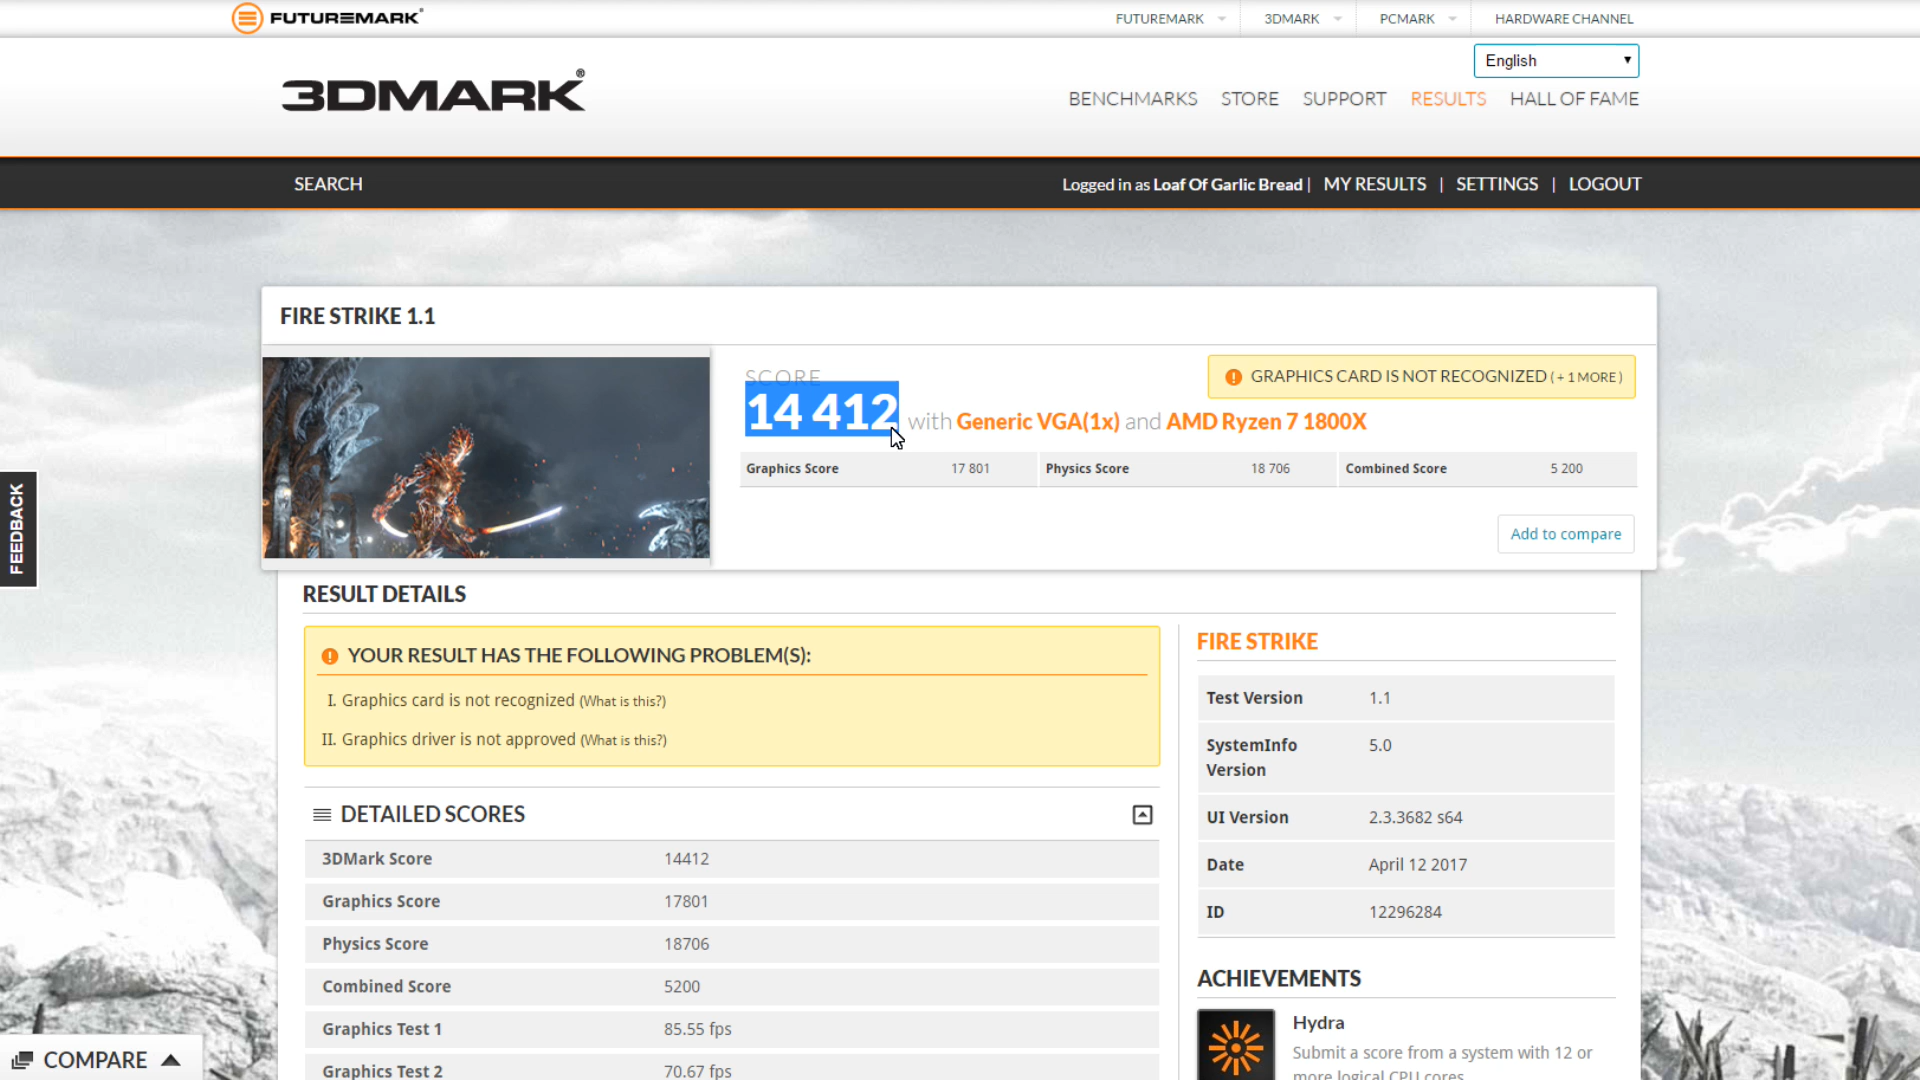 FUTUREMARK®
FUTUREMARK
3DMARK
PCMARK
HARDWARE CHANNEL
English
3DMARK®
BENCHMARKS
STORE
SUPPORT
RESULTS
HALL OF FAME
SEARCH
Logged in as Loaf Of Garlic Bread | MY RESULTS | SETTINGS | LOGOUT
FIRE STRIKE 1.1
SCORE
GRAPHICS CARD IS NOT RECOGNIZED ( + 1 MORE )
14 412 with Generic VGA(1x) and AMD Ryzen 7 1800X
Graphics Score 17 801
Physics Score 18 706
Combined Score 5 200
FEEDBACK
Add to compare
RESULT DETAILS
YOUR RESULT HAS THE FOLLOWING PROBLEM(S):
I. Graphics card is not recognized (What is this?)
II. Graphics driver is not approved (What is this?)
DETAILED SCORES
3DMark Score 14412
Graphics Score 17801
Physics Score 18706
Combined Score 5200
Graphics Test 1 85.55 fps
Graphics Test 2 70.67 fps
FIRE STRIKE
Test Version 1.1
SystemInfo 5.0
Version
UI Version 2.3.3682 s64
Date April 12 2017
ID 12296284
ACHIEVEMENTS
Hydra
Submit a score from a system with 12 or
more logical CPU cores
COMPARE